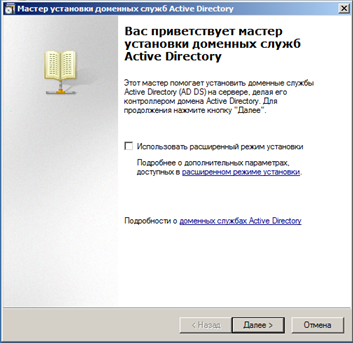 Мастер установки доменных служб Active Directory
Вас приветствует мастер
установки доменных служб
Active Directory
Этот мастер помогает установить доменные службы
Active Directory (AD DS) на сервере, делая его
контроллером домена Active Directory. Для
продолжения нажмите кнопку "Далее".
Использовать расширенный режим установки
Подробнее о дополнительных параметрах,
доступных в расширенном режиме установки.
Подробности о доменных службах Active Directory
< Назад
Далее >
Отмена